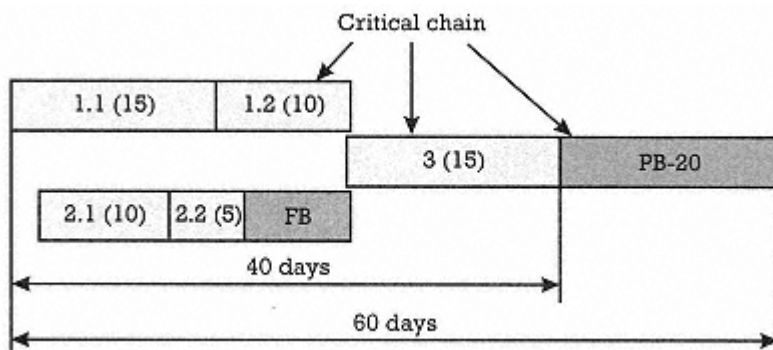 Critical chain
1.1 (15) 1.2 (10)
3 (15) PB-20
2.1 (10) 2.2 (5) FB
40 days
60 days